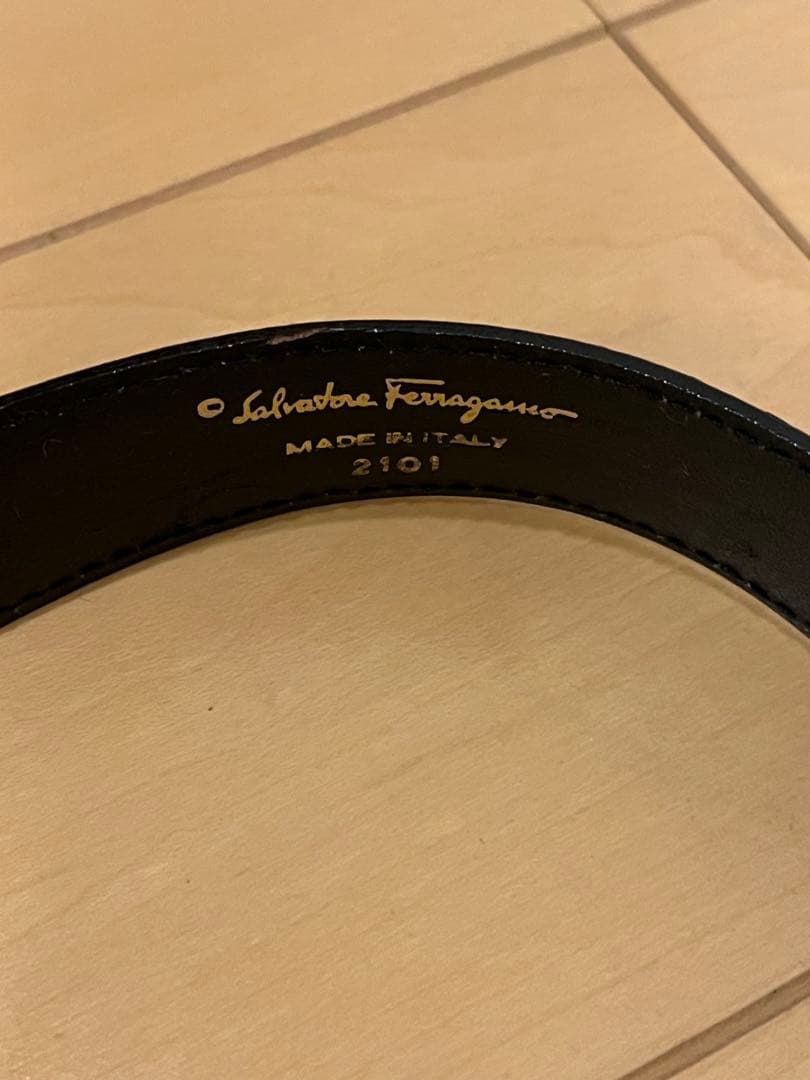 © Salvatore Ferragamo
MADE IN ITALY
2101